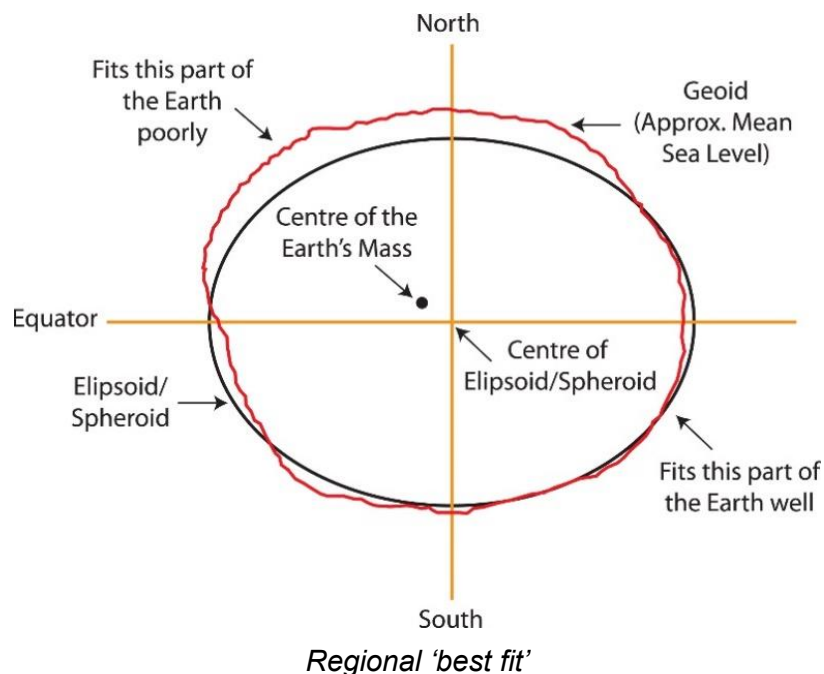 North
Fits this part of
the Earth
poorly
Geoid
(Approx. Mean
Sea Level)
Centre of the
Earth's Mass
Equator
Centre of
Elipsoid/Spheroid
Elipsoid/
Spheroid
Fits this part of
the Earth well
South
Regional ‘best fit’